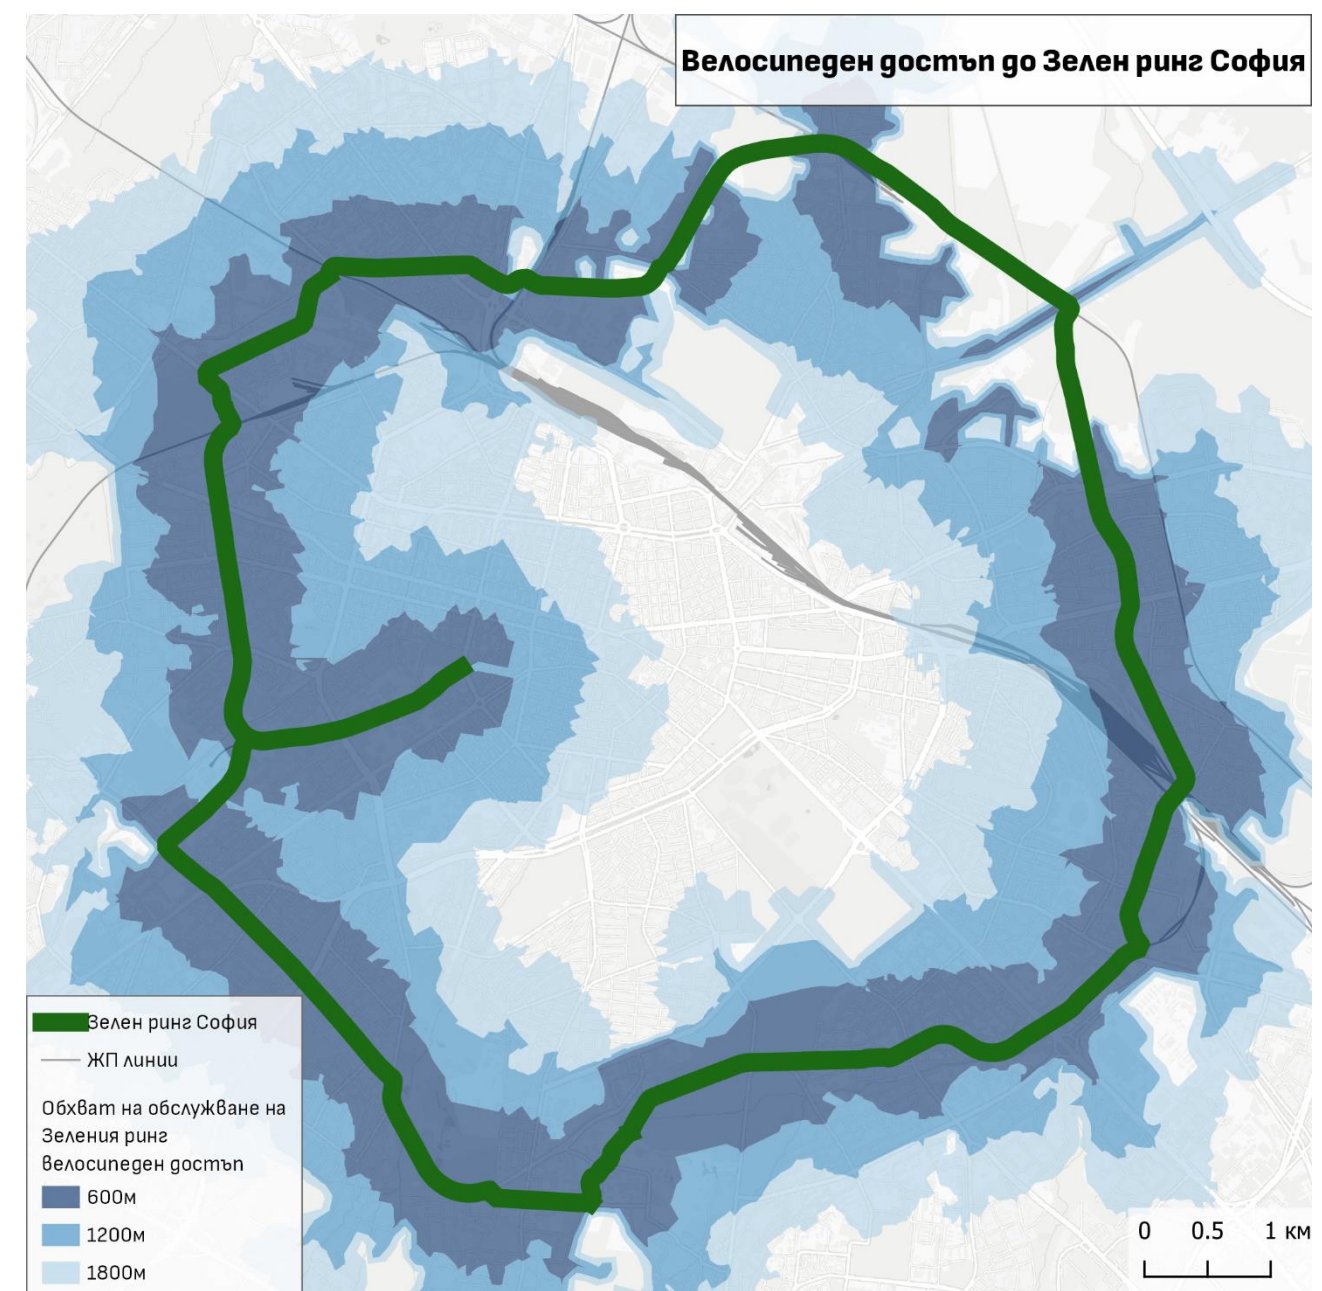 Велосипеден достъп до Зелен ринг София
Зелен ринг София
ЖП линии
Обхват на обслужване на
Зеления ринг
велосипеден достъп
600м
1200м
1800м
0 0.5 1 км